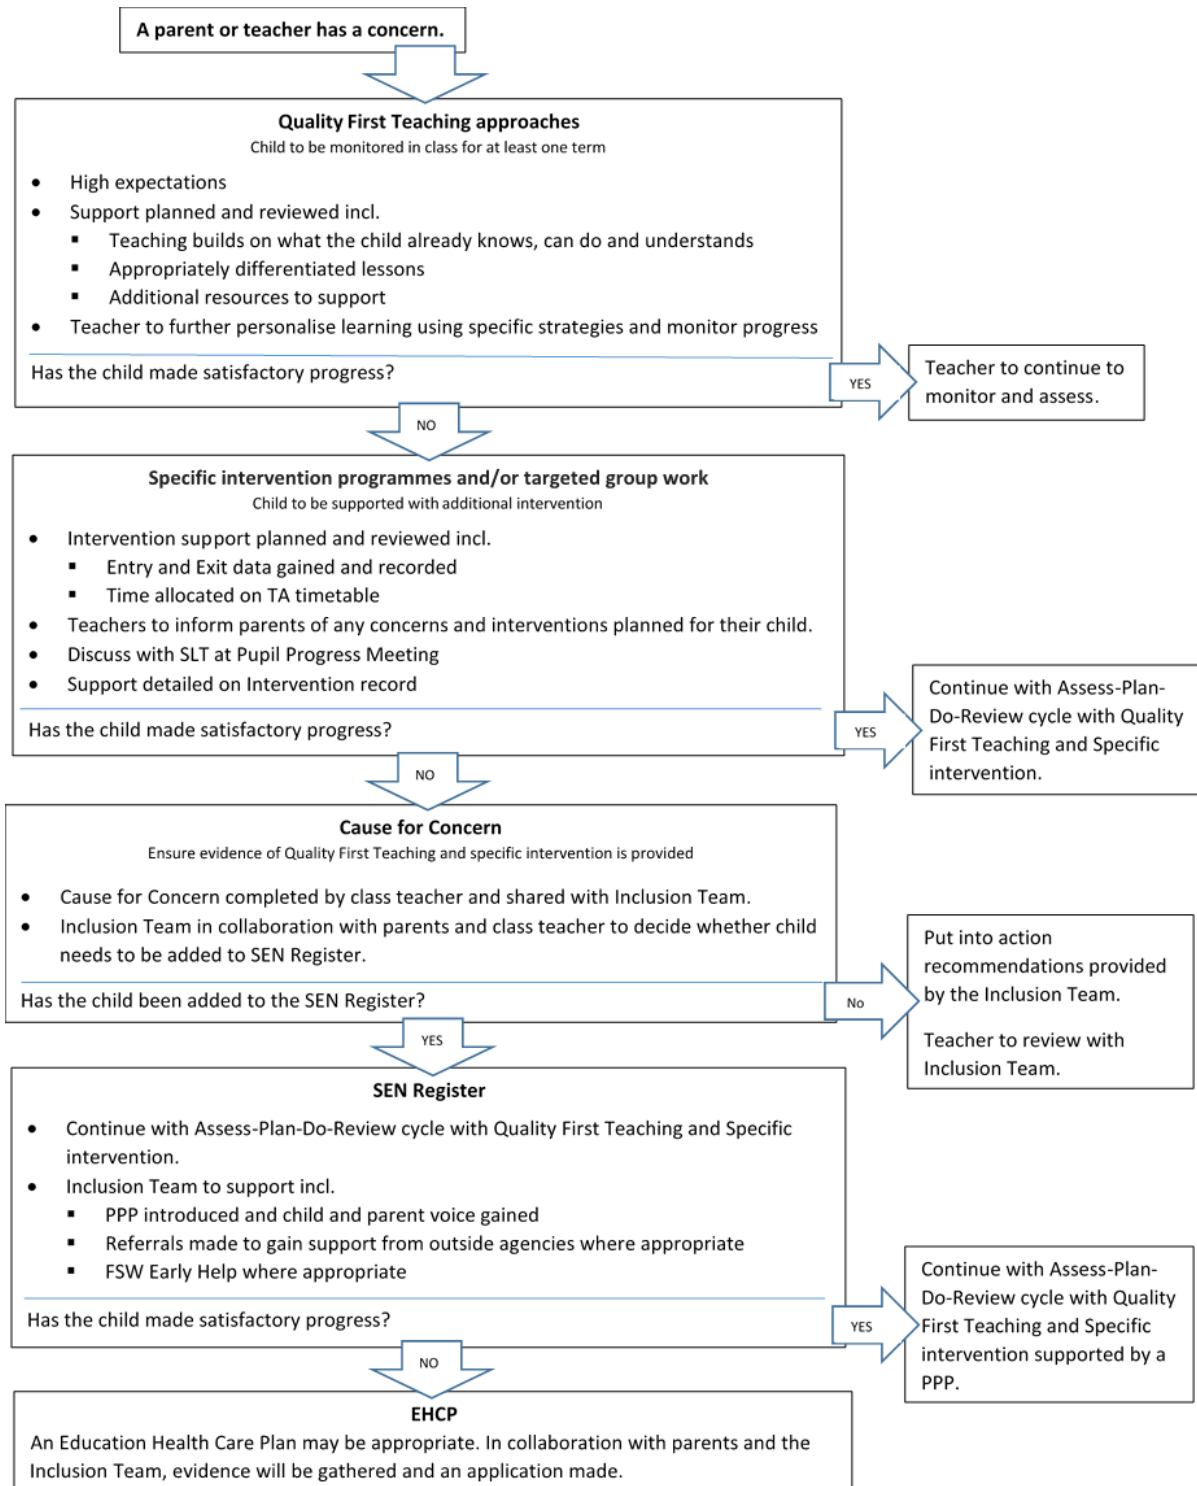 A parent or teacher has a concern.
Quality First Teaching approaches
Child to be monitored in class for at least one term
• High expectations
• Support planned and reviewed incl.
▪ Teaching builds on what the child already knows, can do and understands
▪ Appropriately differentiated lessons
▪ Additional resources to support
• Teacher to further personalise learning using specific strategies and monitor progress
Has the child made satisfactory progress?
YES
Teacher to continue to
monitor and assess.
NO
Specific intervention programmes and/or targeted group work
Child to be supported with additional intervention
• Intervention support planned and reviewed incl.
▪ Entry and Exit data gained and recorded
▪ Time allocated on TA timetable
• Teachers to inform parents of any concerns and interventions planned for their child.
• Discuss with SLT at Pupil Progress Meeting
• Support detailed on Intervention record
Has the child made satisfactory progress?
YES
Continue with Assess-Plan-
Do-Review cycle with Quality
First Teaching and Specific
intervention.
NO
Cause for Concern
Ensure evidence of Quality First Teaching and specific intervention is provided
• Cause for Concern completed by class teacher and shared with Inclusion Team.
• Inclusion Team in collaboration with parents and class teacher to decide whether child
needs to be added to SEN Register.
Has the child been added to the SEN Register?
No
Put into action
recommendations provided
by the Inclusion Team.
Teacher to review with
Inclusion Team.
YES
SEN Register
• Continue with Assess-Plan-Do-Review cycle with Quality First Teaching and Specific
intervention.
• Inclusion Team to support incl.
▪ PPP introduced and child and parent voice gained
▪ Referrals made to gain support from outside agencies where appropriate
▪ FSW Early Help where appropriate
Has the child made satisfactory progress?
YES
Continue with Assess-Plan-
Do-Review cycle with Quality
First Teaching and Specific
intervention supported by a
PPP.
NO
EHCP
An Education Health Care Plan may be appropriate. In collaboration with parents and the
Inclusion Team, evidence will be gathered and an application made.